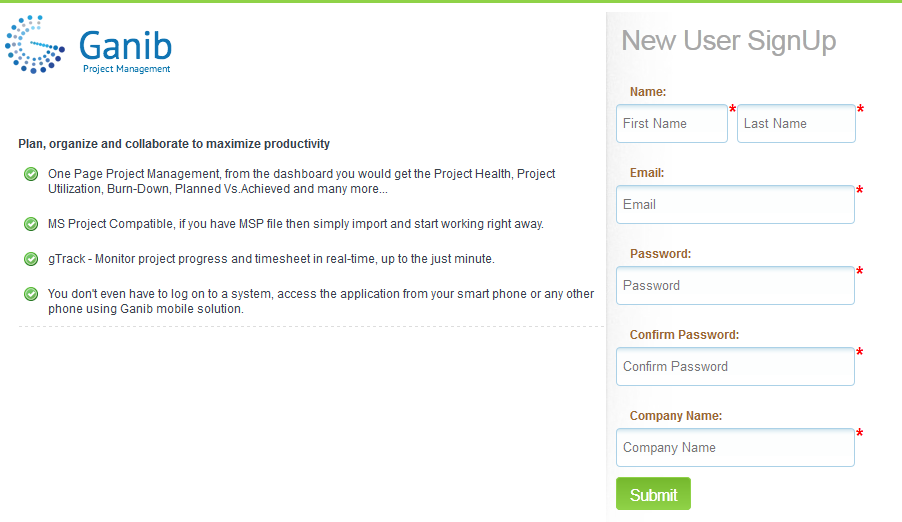 Ganib
Project Management
Plan, organize and collaborate to maximize productivity
One Page Project Management, from the dashboard you would get the Project Health, Project
Utilization, Burn-Down, Planned Vs.Achieved and many more...
MS Project Compatible, if you have MSP file then simply import and start working right away.
gTrack - Monitor project progress and timesheet in real-time, up to the just minute.
You don't even have to log on to a system, access the application from your smart phone or any other
phone using Ganib mobile solution.
New User SignUp
Name:
First Name * Last Name *
Email:
Email *
Password:
Password *
Confirm Password:
Confirm Password *
Company Name:
Company Name *
Submit